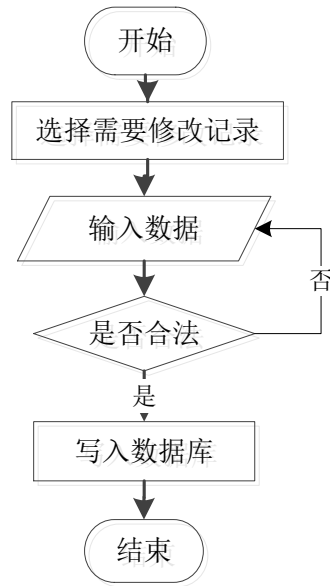 开始
选择需要修改记录
输入数据
否
是否合法
是
写入数据库
结束